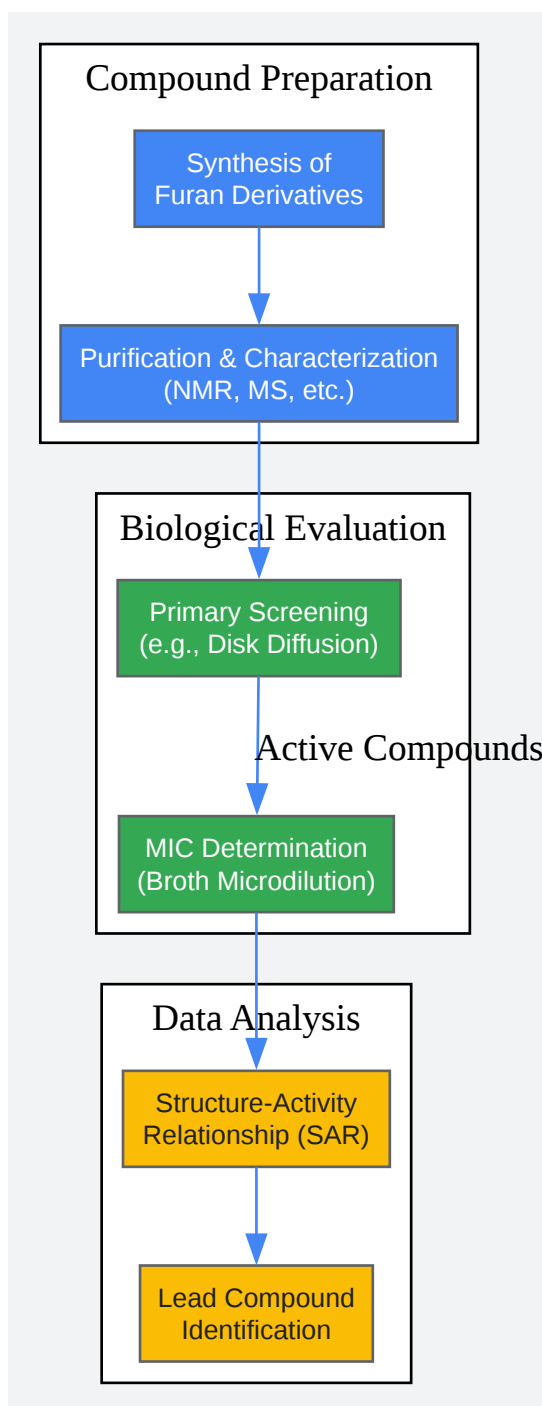 Compound Preparation
Synthesis of
Furan Derivatives
Purification & Characterization
(NMR, MS, etc.)
Biological Evaluation
Primary Screening
(e.g., Disk Diffusion)
Active Compounds
MIC Determination
(Broth Microdilution)
Data Analysis
Structure-Activity
Relationship (SAR)
Lead Compound
Identification